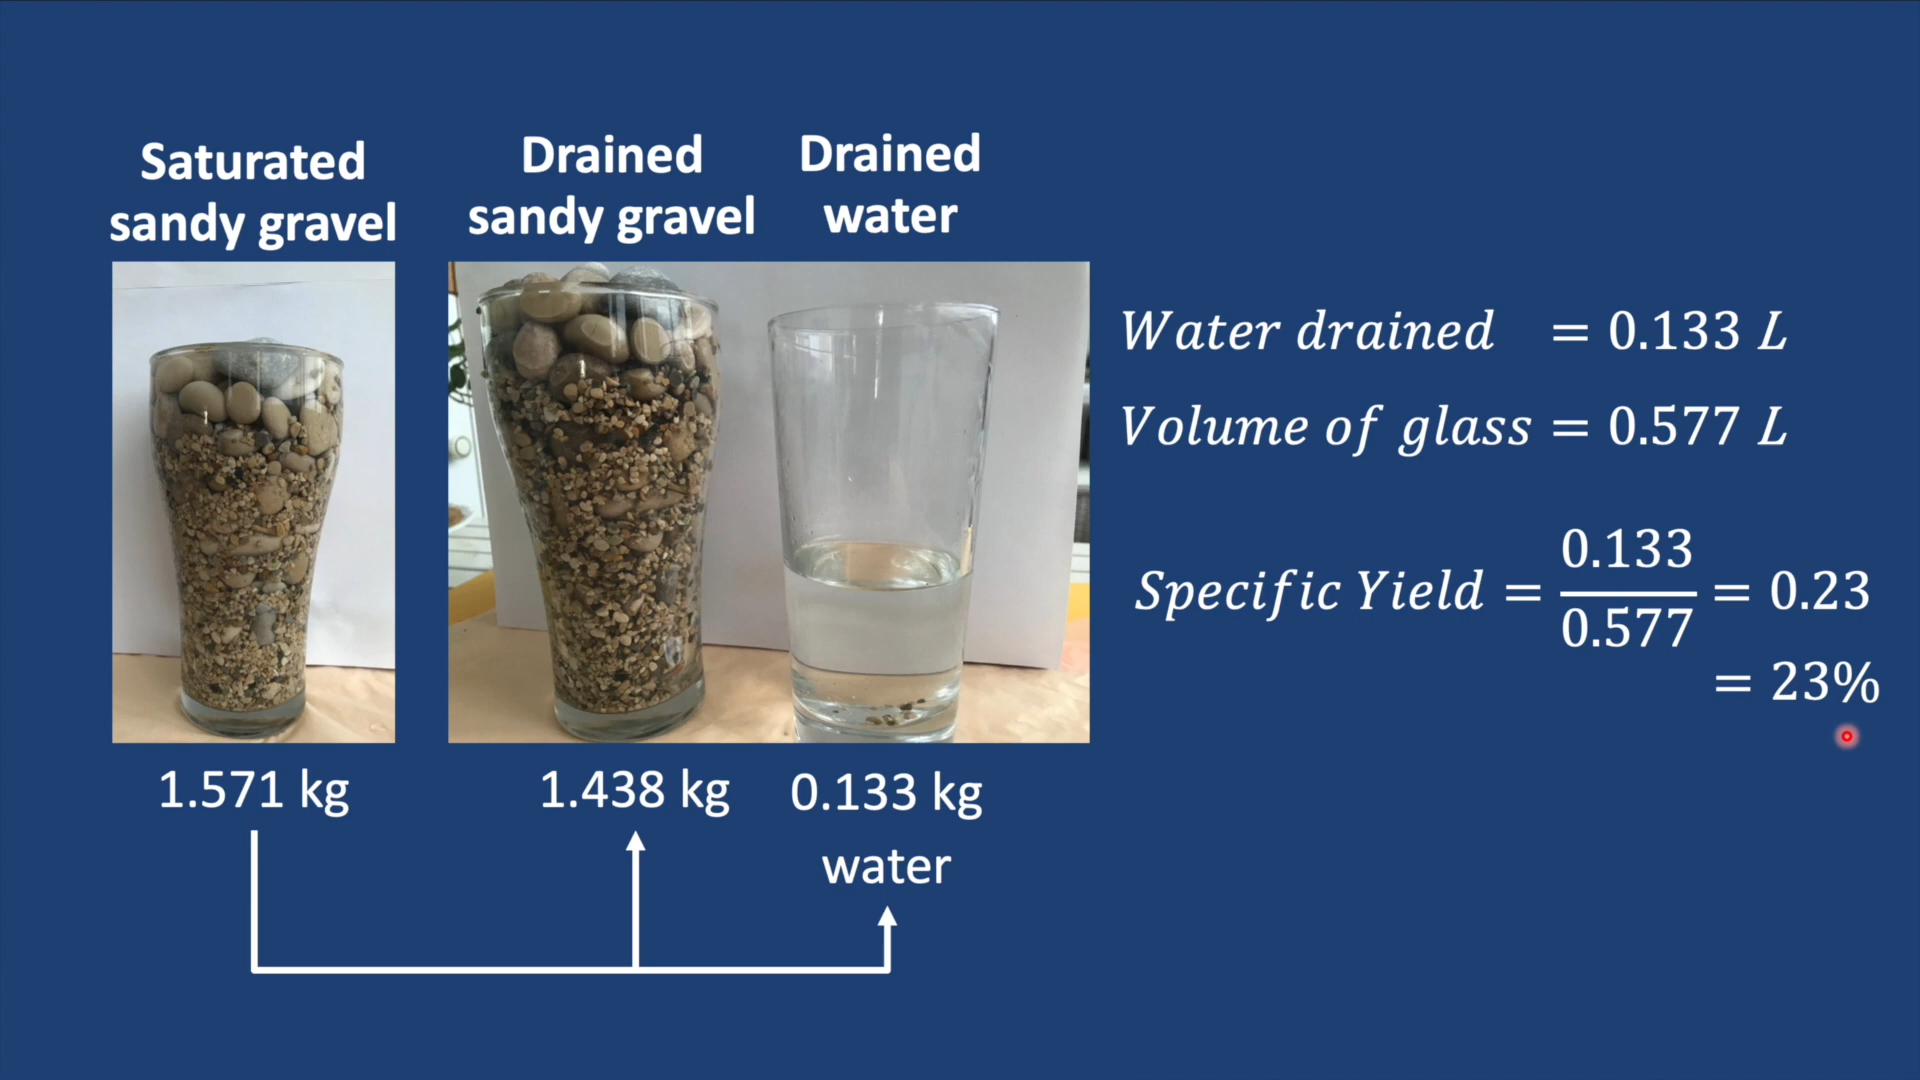 Saturated
sandy gravel
Drained
sandy gravel
Drained
water
1.571 kg
1.438 kg
0.133 kg
water
Water drained = 0.133 L
Volume of glass = 0.577 L
Specific Yield = 0.133/0.577 = 0.23
= 23%